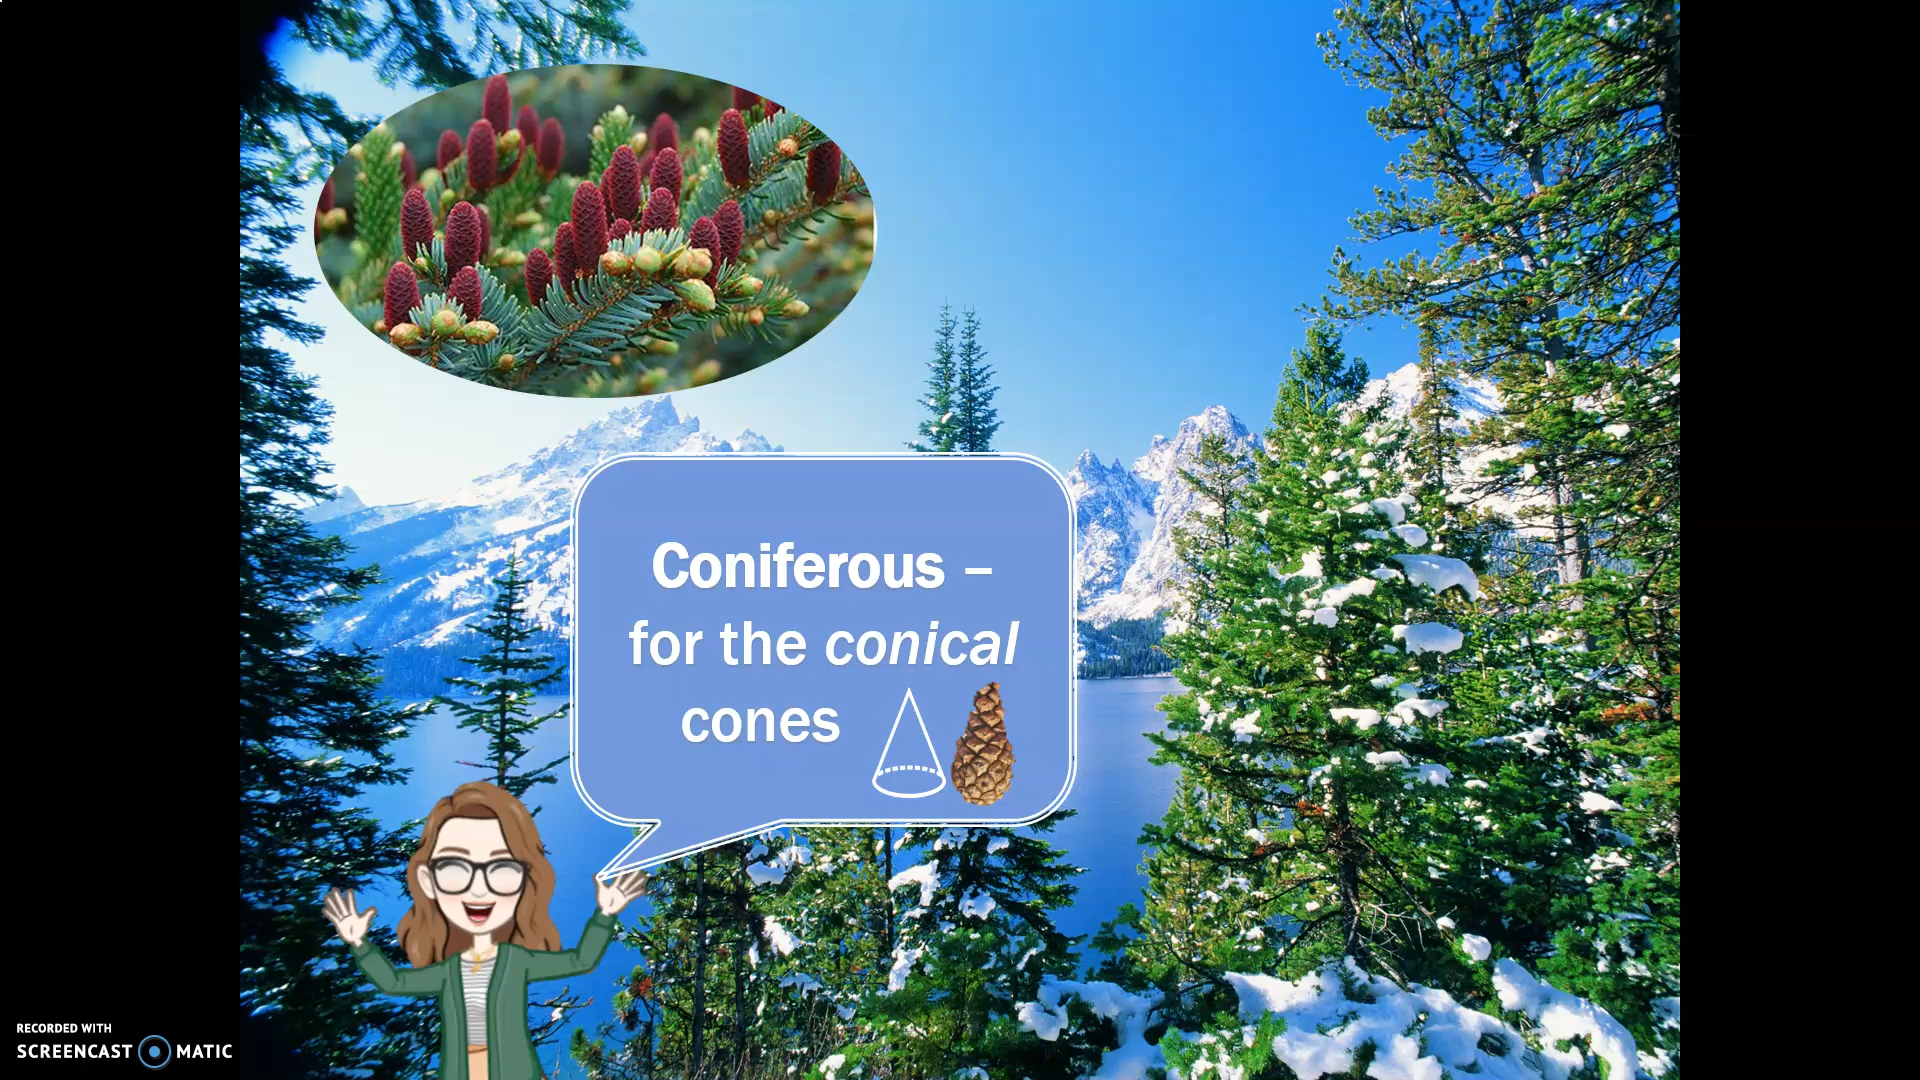 Coniferous –
for the conical
cones
RECORDED WITH
SCREENCAST MATIC